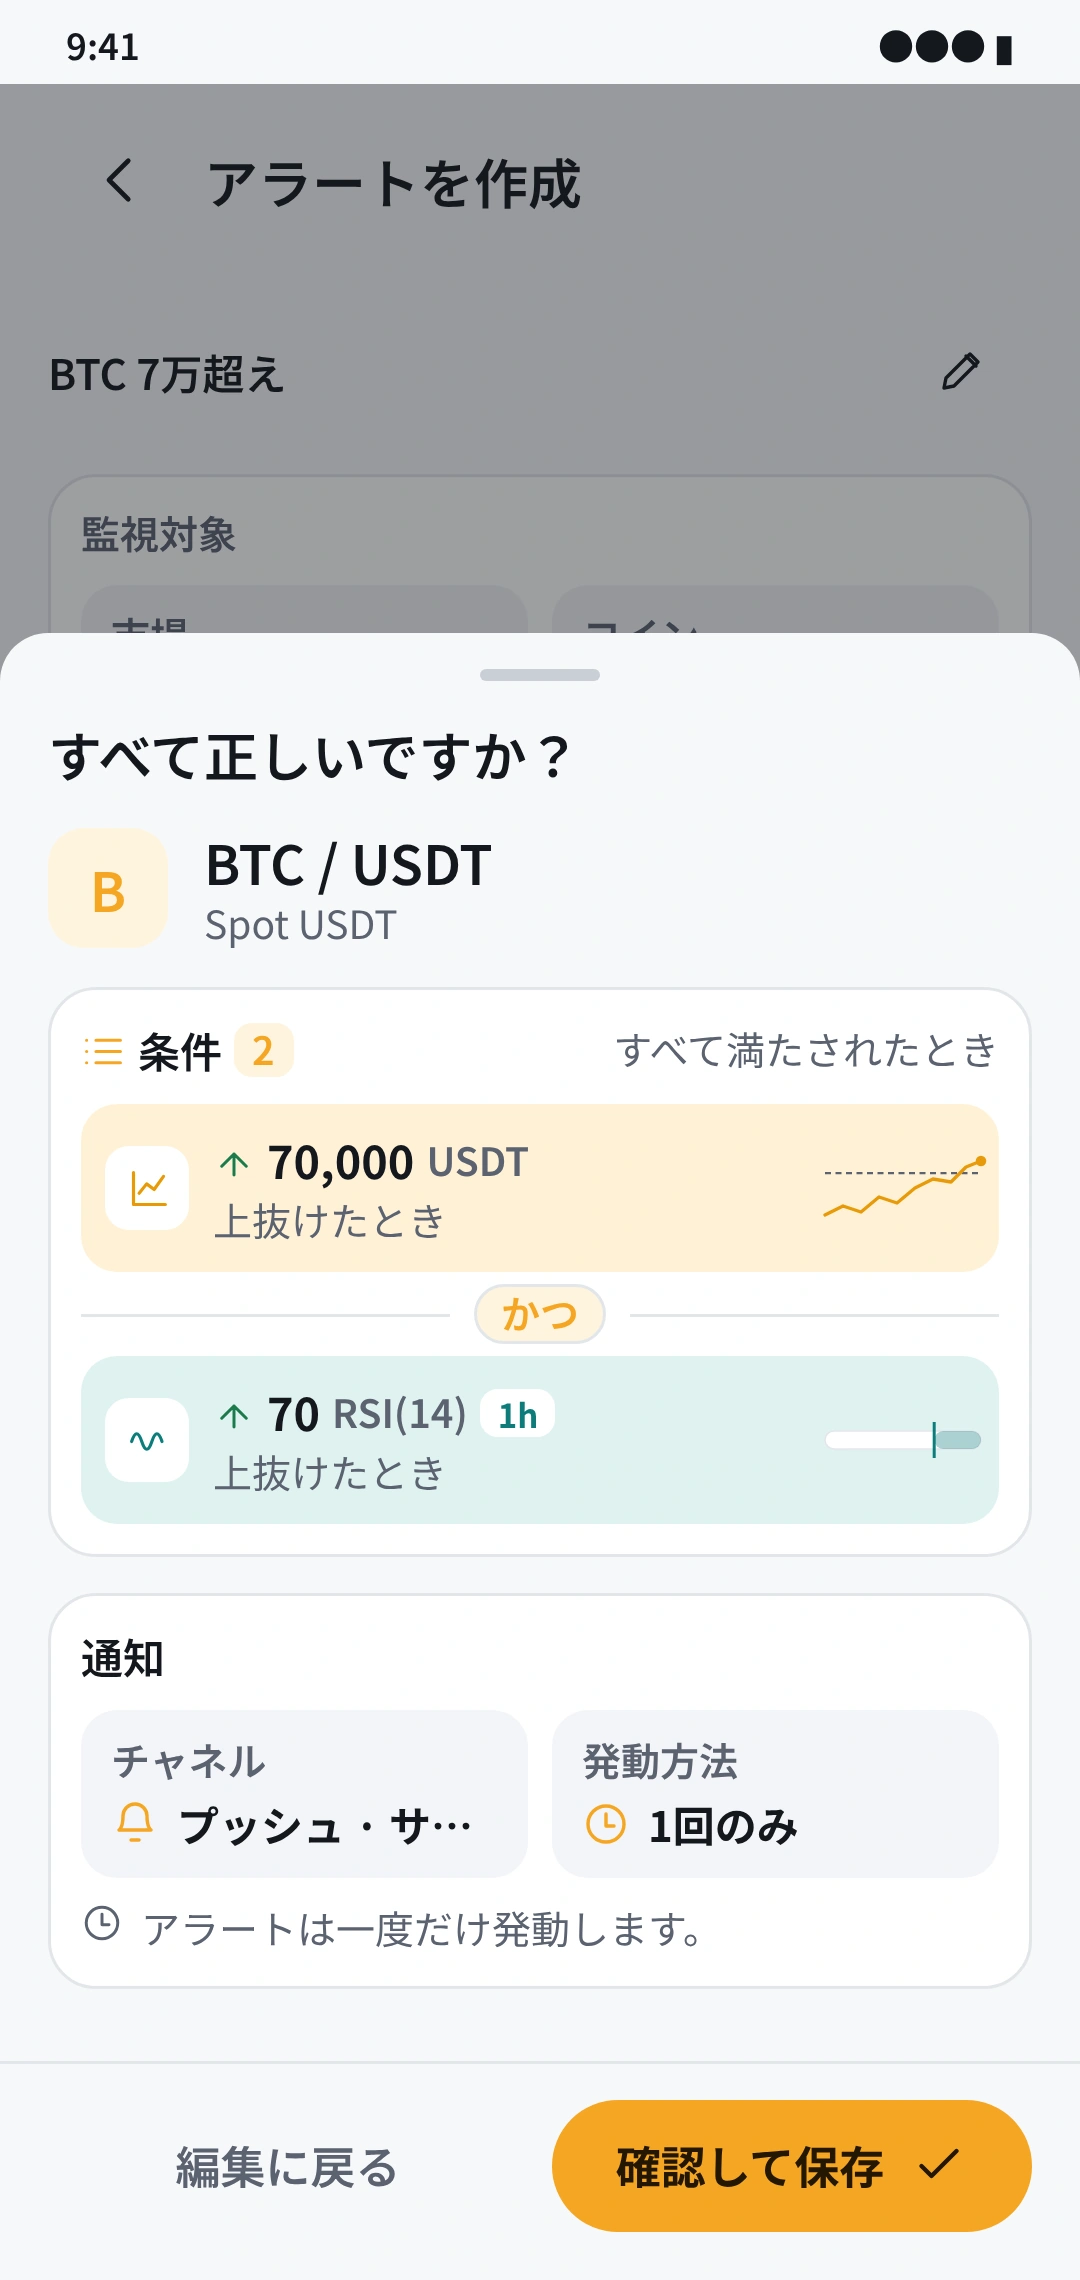 9:41
アラートを作成
BTC 7万超え
監視対象
市場 コイン
すべて正しいですか？
B
BTC / USDT
Spot USDT
条件 2 すべて満たされたとき
↑ 70,000 USDT
上抜けたとき
かつ
↑ 70 RSI(14) 1h
上抜けたとき
通知
チャネル 発動方法
プッシュ · サ… 1回のみ
アラートは一度だけ発動します。
編集に戻る 確認して保存